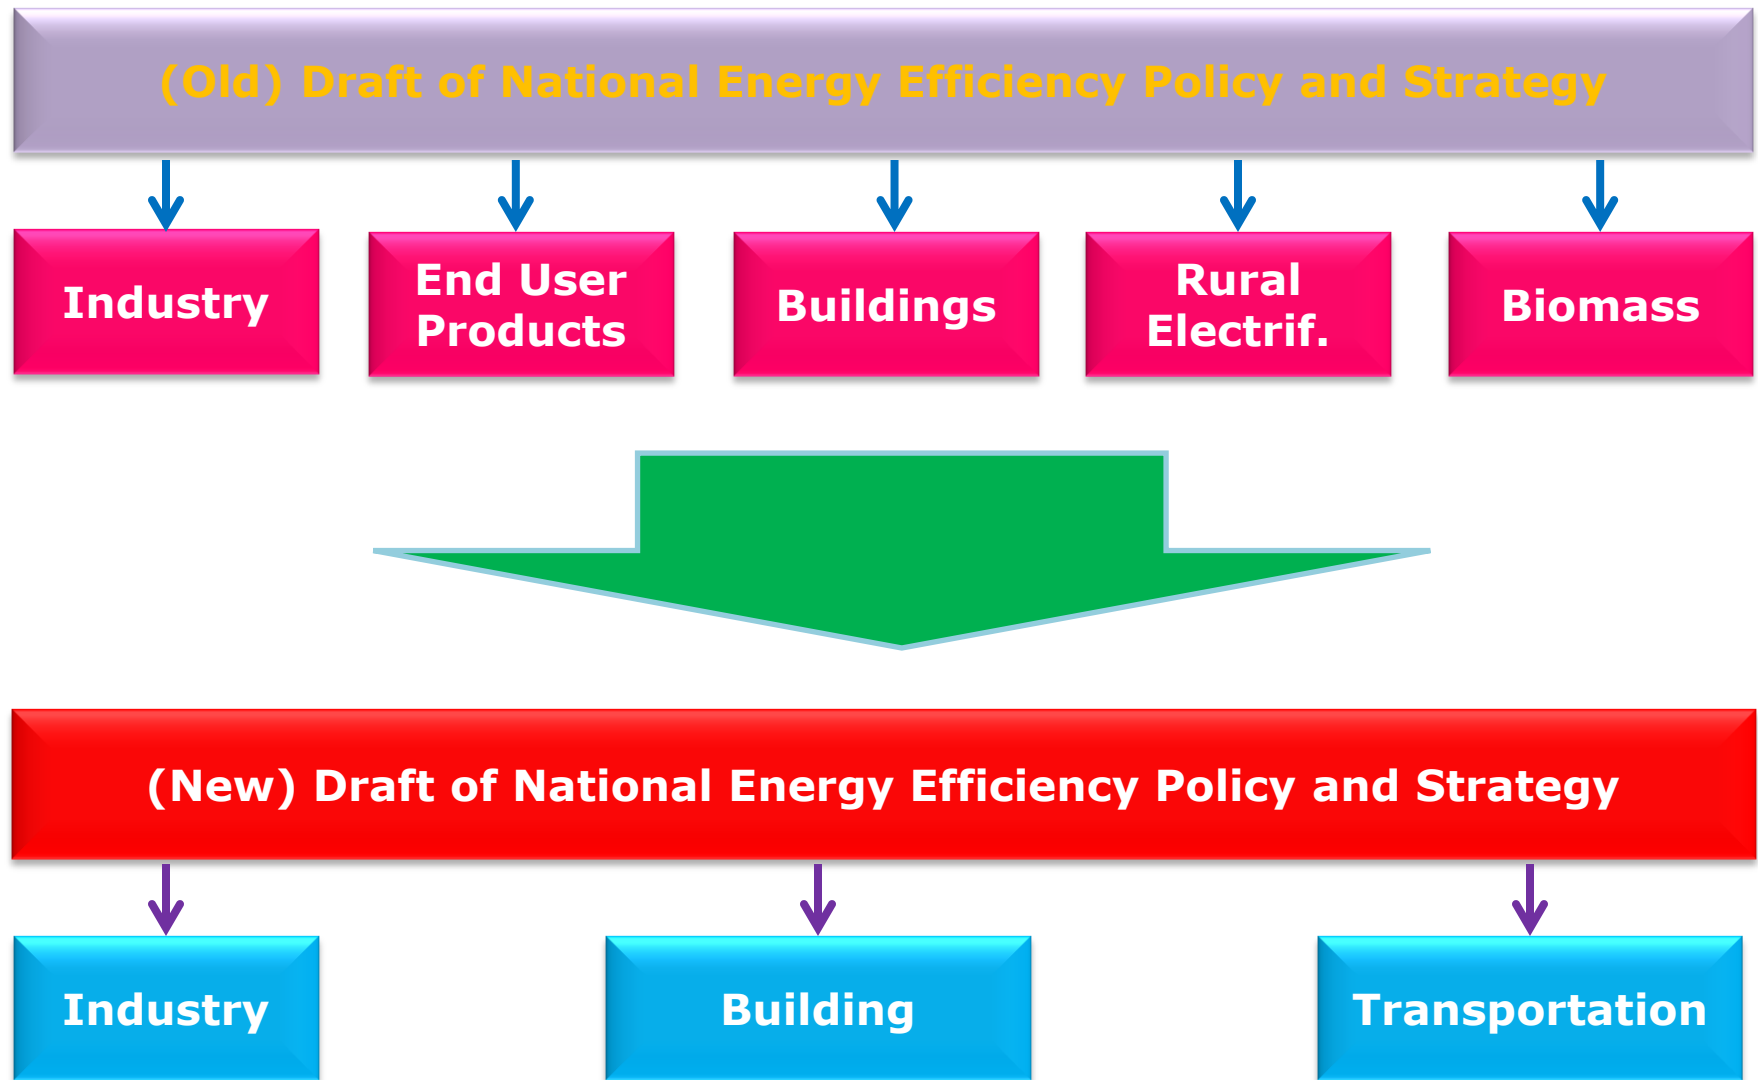 (Old) Draft of National Energy Efficiency Policy and Strategy
Industry
End User
Products
Buildings
Rural
Electrif.
Biomass
(New) Draft of National Energy Efficiency Policy and Strategy
Industry
Building
Transportation